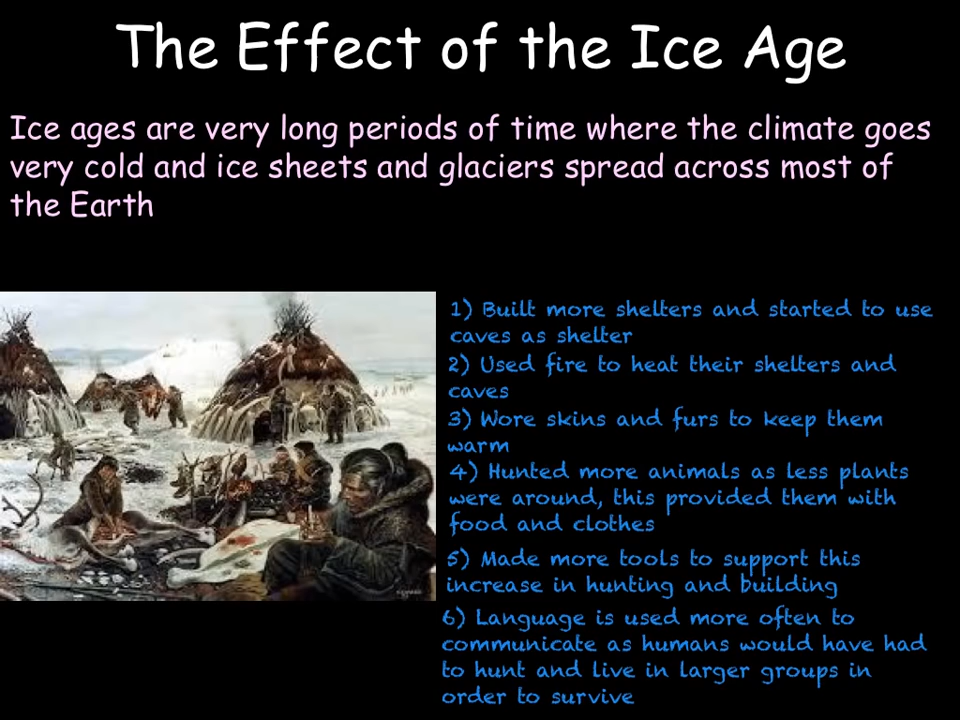 The Effect of the Ice Age
Ice ages are very long periods of time where the climate goes
very cold and ice sheets and glaciers spread across most of
the Earth
1) Built more shelters and started to use
caves as shelter
2) Used fire to heat their shelters and
caves
3) Wore skins and furs to keep them
warm
4) Hunted more animals as less plants
were around, this provided them with
food and clothes
5) Made more tools to support this
increase in hunting and building
6) Language is used more often to
communicate as humans would have had
to hunt and live in larger groups in
order to survive